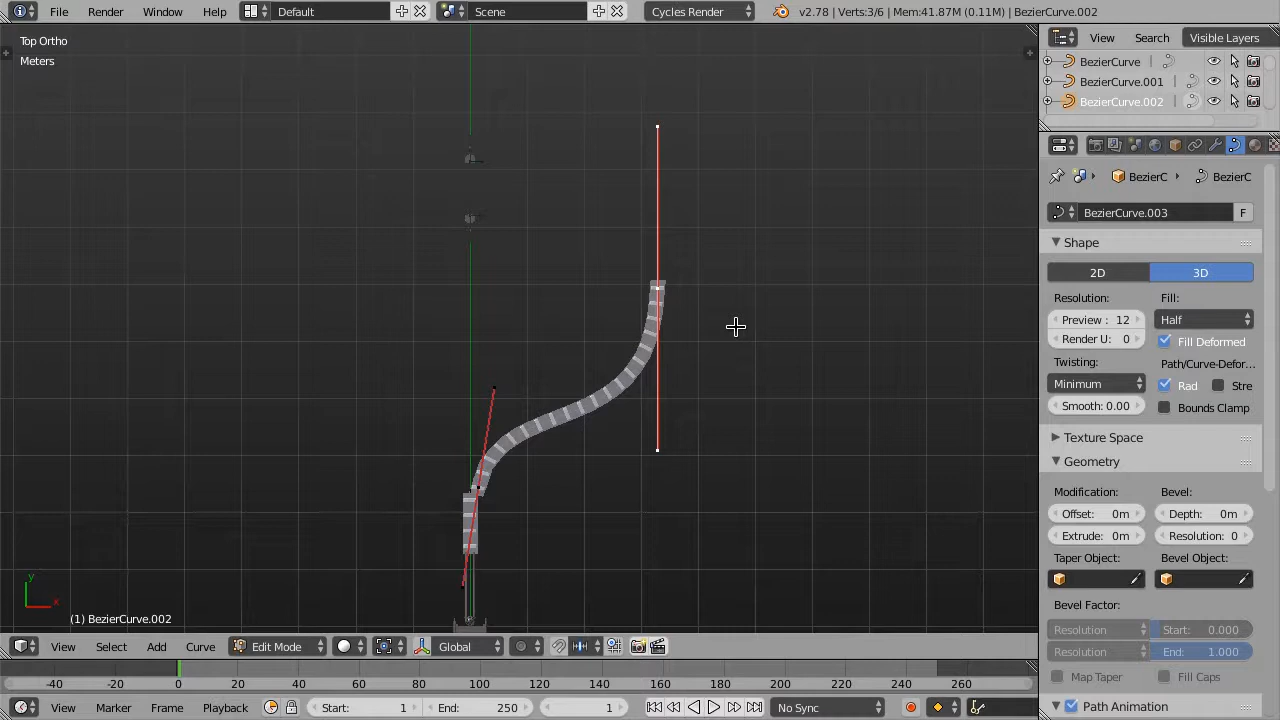 File Render Window Help Default Scene Cycles Render v2.78 | Verts:3/6 | Mem:41.87M (0.11M) | BezierCurve.002
Top Ortho
Meters
y
x
(1) BezierCurve.002
View Select Add Curve Edit Mode Global
-40 -20 0 20 40 60 80 100 120 140 160 180 200 220 240 260
View Marker Frame Playback Start: 1 End: 250 1 No Sync
View Search Visible Layers
BezierCurve
BezierCurve.001
BezierCurve.002
BezierC BezierC
BezierCurve.003 F
Shape
2D 3D
Resolution: Fill:
Preview : 12 Half
Render U: 0 Fill Deformed
Twisting: Path/Curve-Defor...
Minimum Rad Stre
Smooth: 0.00 Bounds Clamp
Texture Space
Geometry
Modification: Bevel:
Offset: 0m Depth: 0m
Extrude: 0m Resolution: 0
Taper Object: Bevel Object:
Bevel Factor:
Resolution Start: 0.000
Resolution End: 1.000
Map Taper Fill Caps
Path Animation